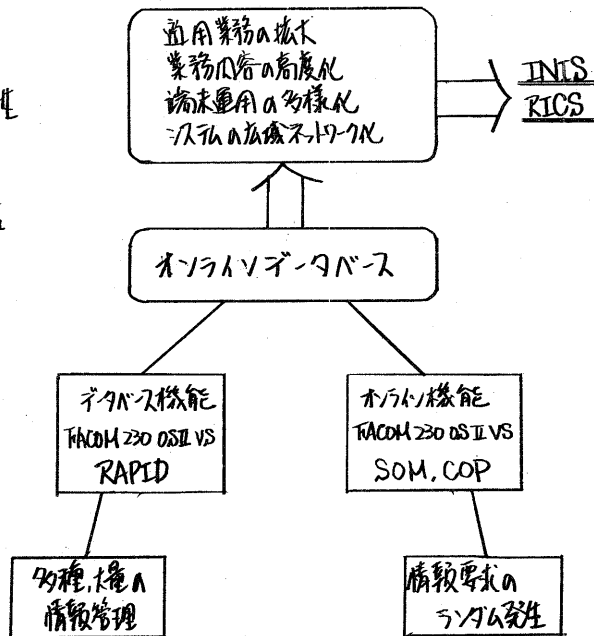 適用業務の拡大
業務内容の高度化
端末運用の多様化
システムの広域ネットワーク化
INIS
RICS
性
オンラインデータベース
データベース機能
FACOM 230 OSⅡ VS
RAPID
オンライン機能
FACOM 230 OSⅡ VS
SOM, COP
多種,大量の
情報管理
情報要求の
ランダム発生